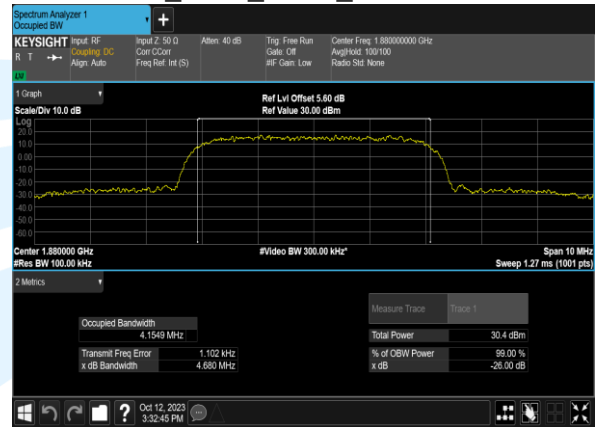 Spectrum Analyzer 1
Occupied BW
+
KEYSIGHT Input: RF Input Z: 50 Ω Atten: 40 dB Trig: Free Run Center Freq: 1.880000000 GHz
R T Coupling: DC Corr CCorr Gate: Off Avg|Hold: 100/100
Align: Auto Freq Ref: Int (S) #IF Gain: Low Radio Std: None
1 Graph
Ref Lvl Offset 5.60 dB
Scale/Div 10.0 dB Ref Value 30.00 dBm
Log
20.0
10.0
0.00
-10.0
-20.0
-30.0
-40.0
-50.0
-60.0
Center 1.880000 GHz #Video BW 300.00 kHz* Span 10 MHz
#Res BW 100.00 kHz Sweep 1.27 ms (1001 pts)
2 Metrics
Measure Trace Trace 1
Occupied Bandwidth
4.1549 MHz Total Power 30.4 dBm
Transmit Freq Error 1.102 kHz % of OBW Power 99.00 %
x dB Bandwidth 4.680 MHz x dB -26.00 dB
? Oct 12, 2023
3:32:45 PM